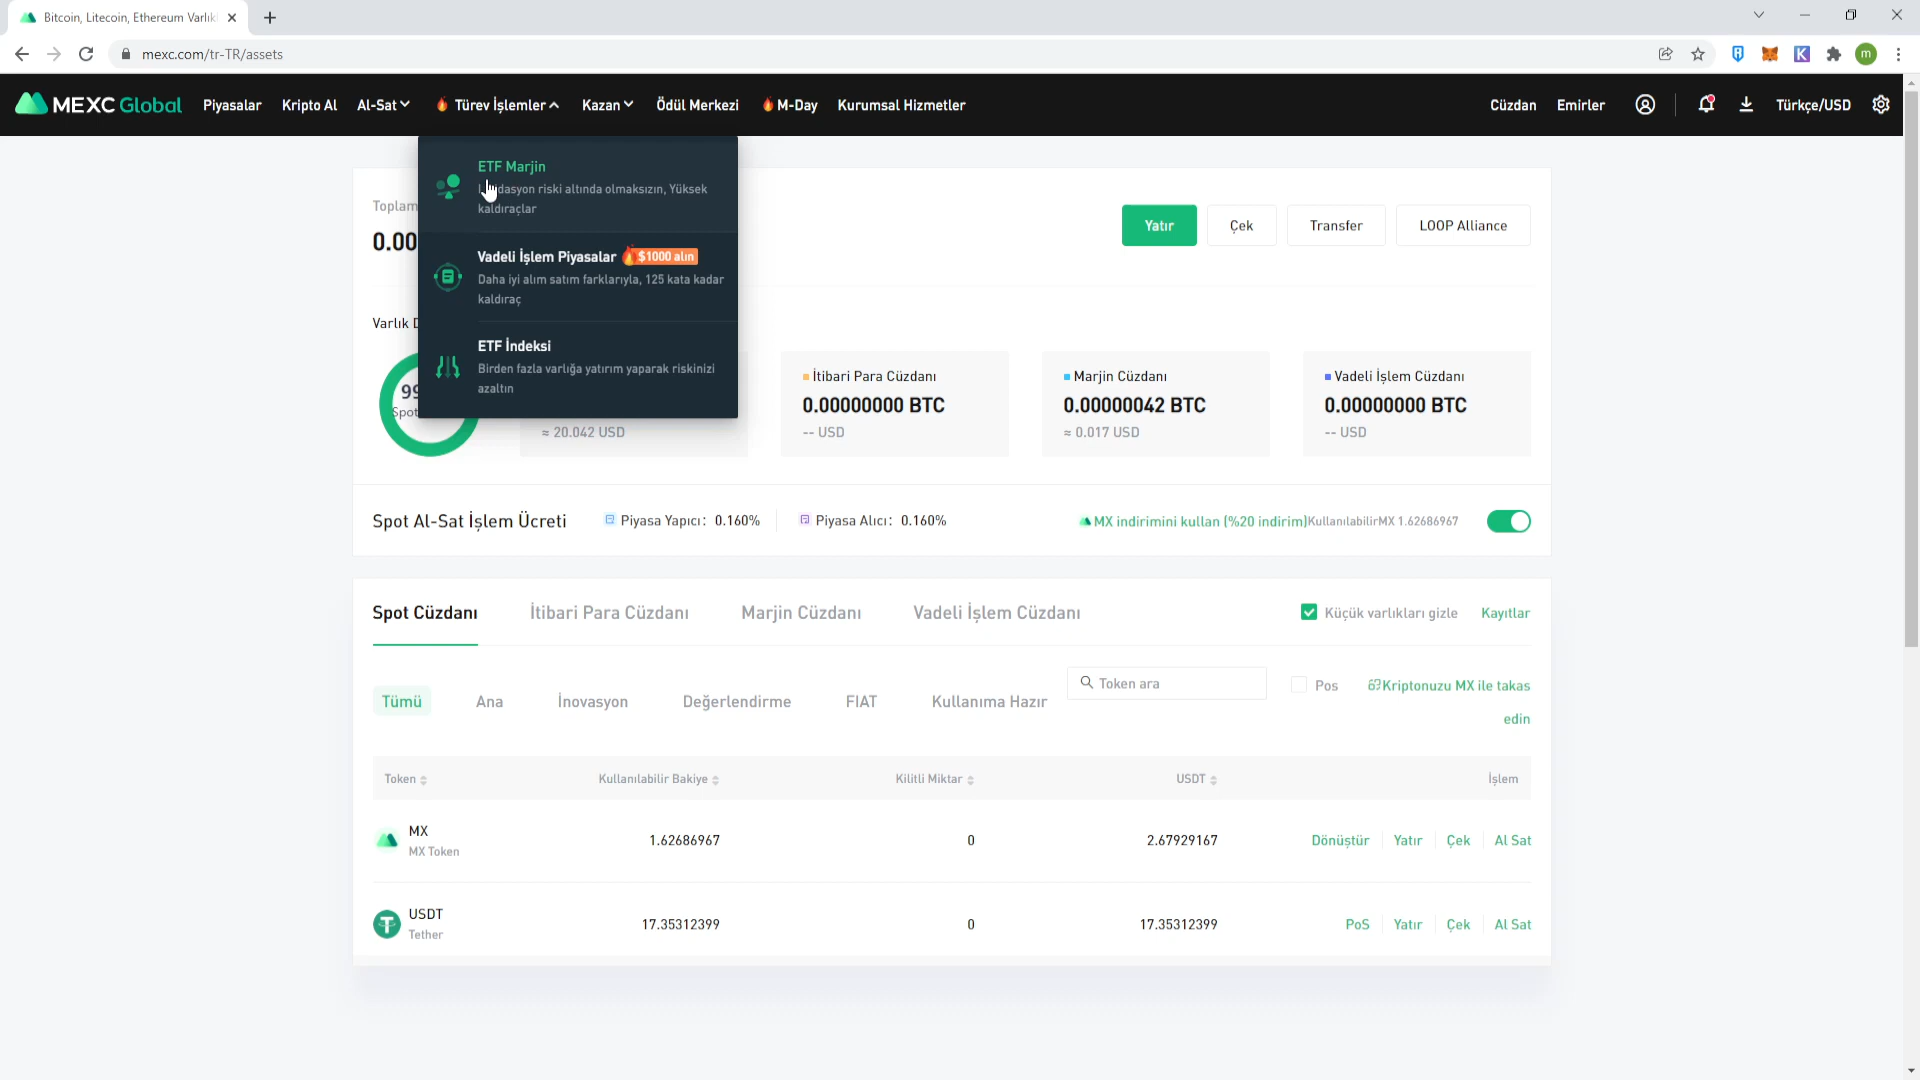 Bitcoin, Litecoin, Ethereum Varlık
mexc.com/tr-TR/assets
m
MEXC Global
Piyasalar
Kripto Al
Al-Sat
Türev İşlemler
Kazan
Ödül Merkezi
M-Day
Kurumsal Hizmetler
Cüzdan
Emirler
Türkçe/USD
ETF Marjin
dasyon riski altında olmaksızın, Yüksek
kaldıraçlar
Vadeli İşlem Piyasalar $1000 alın
Daha iyi alım satım farklarıyla, 125 kata kadar
kaldıraç
ETF İndeksi
Birden fazla varlığa yatırım yaparak riskinizi
azaltın
Toplam
0.00
Yatır
Çek
Transfer
LOOP Alliance
Varlık D
99
Spot
≈ 20.042 USD
İtibari Para Cüzdanı
0.00000000 BTC
-- USD
Marjin Cüzdanı
0.00000042 BTC
≈ 0.017 USD
Vadeli İşlem Cüzdanı
0.00000000 BTC
-- USD
Spot Al-Sat İşlem Ücreti
Piyasa Yapıcı: 0.160%
Piyasa Alıcı: 0.160%
MX indirimini kullan (%20 indirim)KullanılabilirMX 1.62686967
Spot Cüzdanı
İtibari Para Cüzdanı
Marjin Cüzdanı
Vadeli İşlem Cüzdanı
Küçük varlıkları gizle
Kayıtlar
Tümü
Ana
İnovasyon
Değerlendirme
FIAT
Kullanıma Hazır
Token ara
Pos
Kriptonuzu MX ile takas
edin
Token
Kullanılabilir Bakiye
Kilitli Miktar
USDT
İşlem
MX
MX Token
1.62686967
0
2.67929167
Dönüştür
Yatır
Çek
Al Sat
USDT
Tether
17.35312399
0
17.35312399
PoS
Yatır
Çek
Al Sat